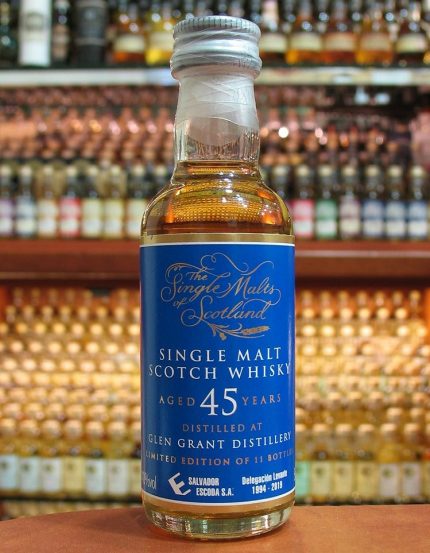 The
Single Malts
of Scotland
SINGLE MALT
SCOTCH WHISKY
AGED 45 YEARS
DISTILLED AT
GLEN GRANT DISTILLERY
LIMITED EDITION OF 11 BOTTLES
%vol
E SALVADOR
ESCODA S.A.
Delegación Levante
1994 - 2019